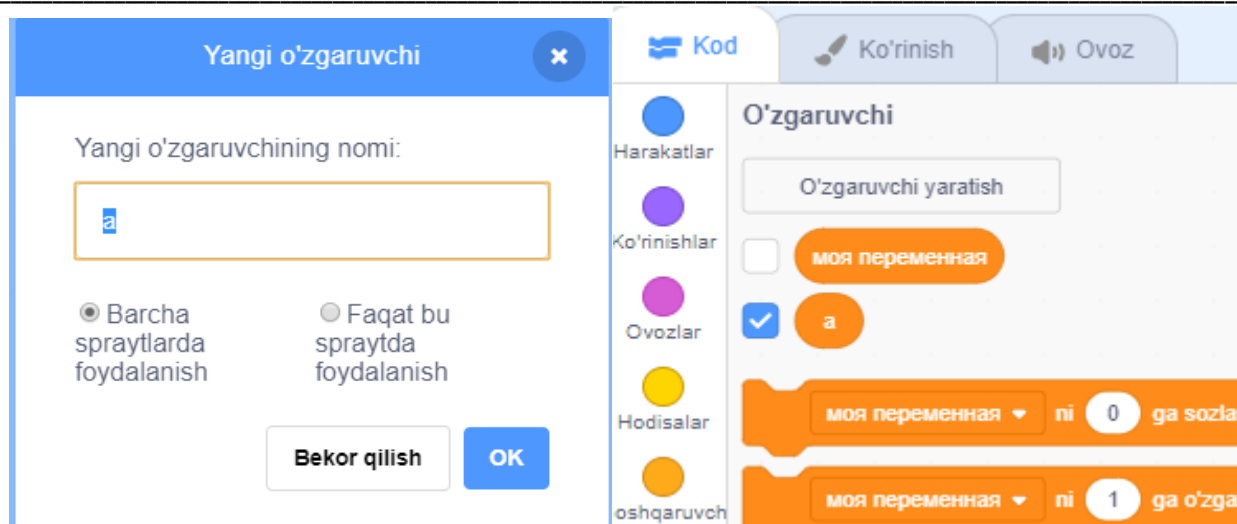 Yangi o'zgaruvchi
Yangi o'zgaruvchining nomi:
a
Barcha
spraytlarda
foydalanish
Faqat bu
spraytda
foydalanish
Bekor qilish
OK
Kod
Ko'rinish
Ovoz
Harakatlar
Ko'rinishlar
Ovozlar
Hodisalar
oshqaruvch
O'zgaruvchi
O'zgaruvchi yaratish
моя переменная
a
моя переменная ni 0 ga sozla
моя переменная ni 1 ga o'zga